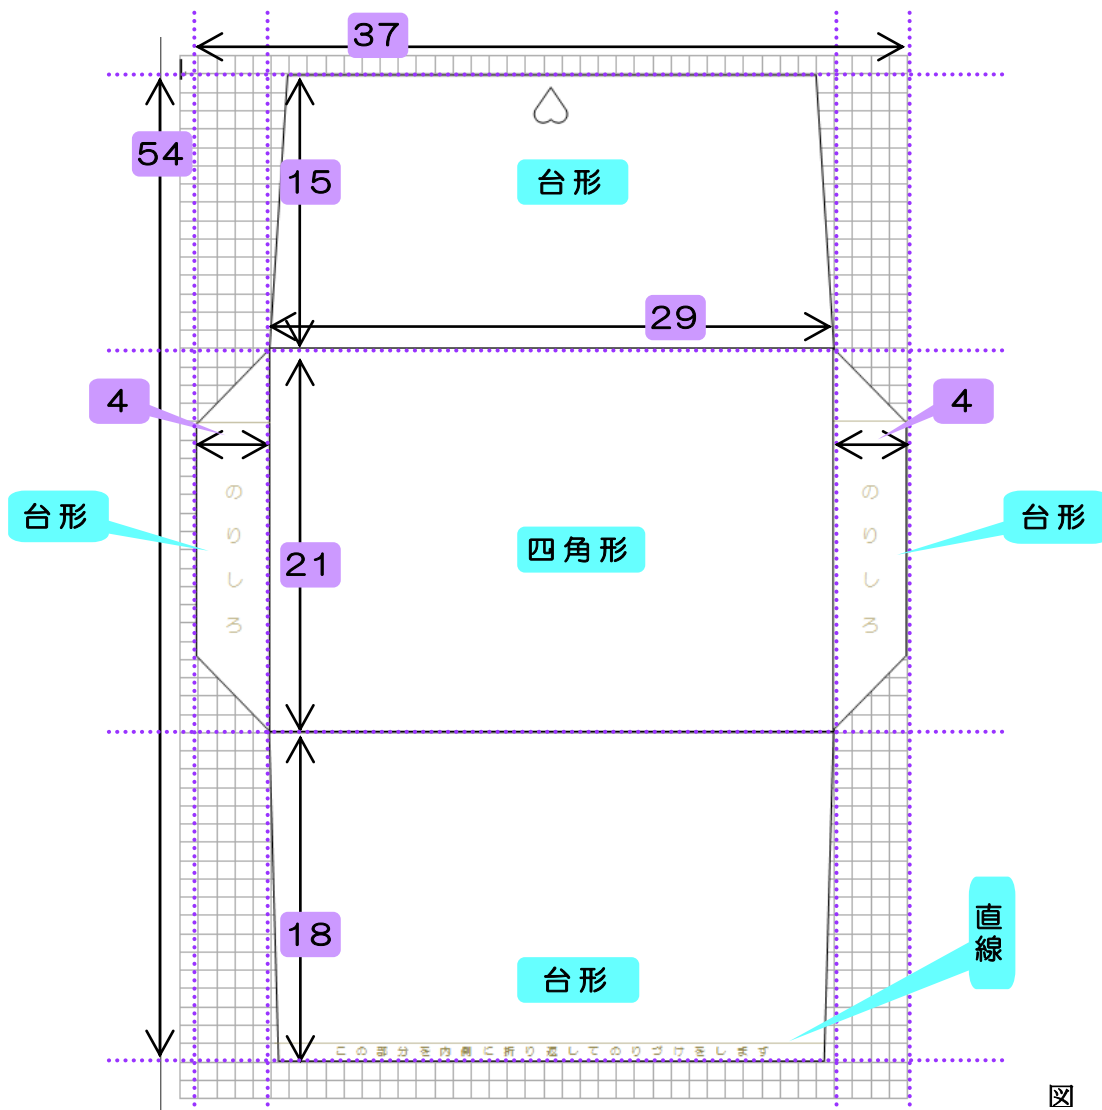 37
54
15
台形
29
4
4
のりしろ
のりしろ
台形
台形
四角形
21
18
直線
台形
この部分を内側に折り返してのりづけをします
図